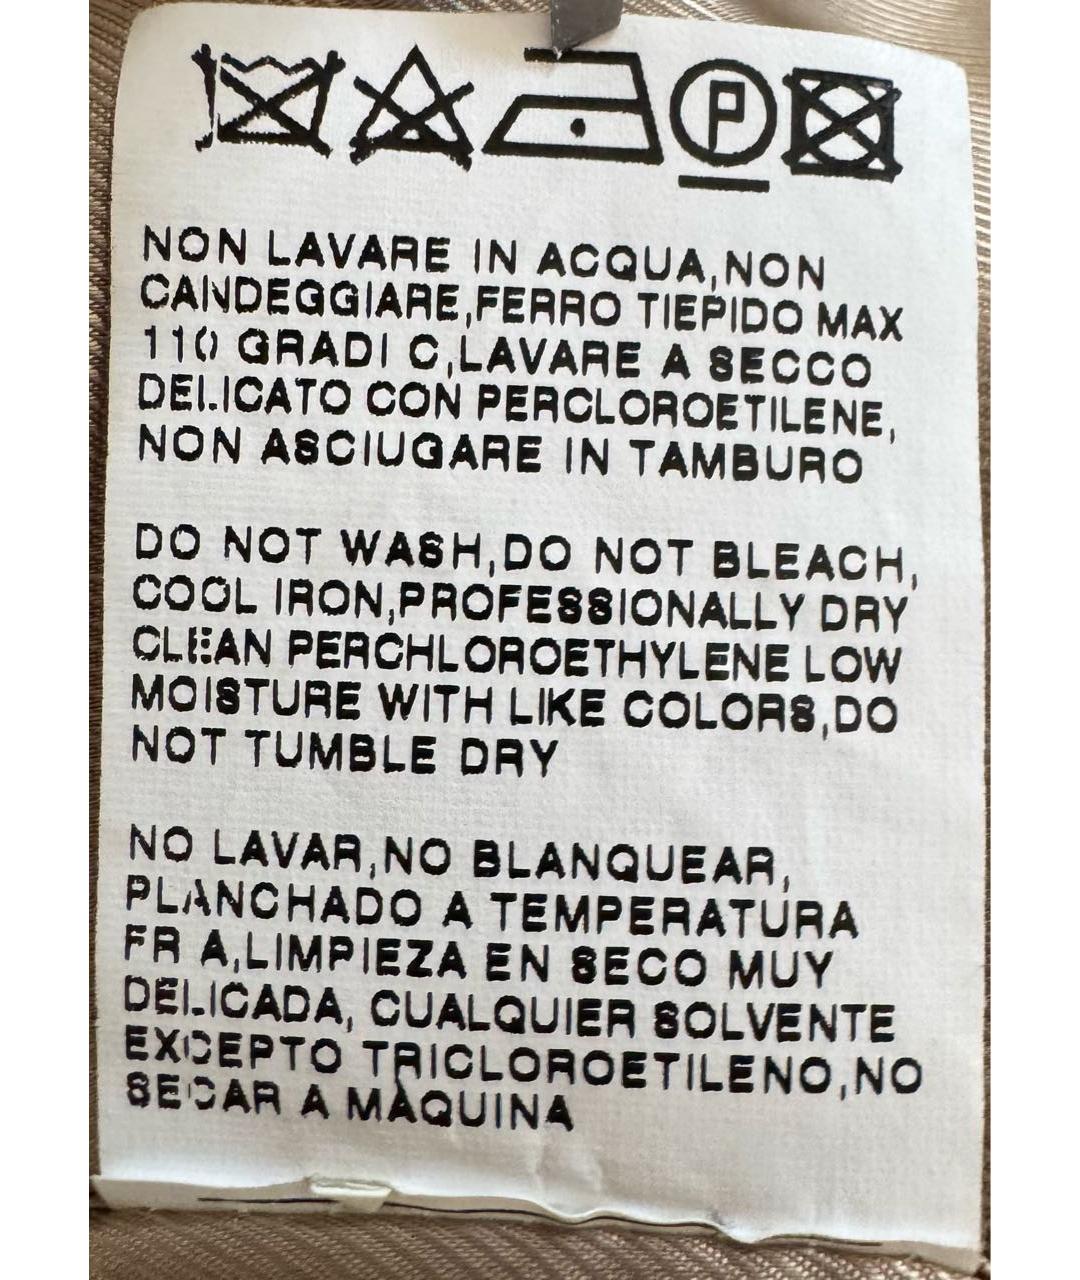 P
NON LAVARE IN ACQUA,NON
CANDEGGIARE,FERRO TIEPIDO MAX
110 GRADI C,LAVARE A SECCO
DELICATO CON PERCLOROETILENE,
NON ASCIUGARE IN TAMBURO
DO NOT WASH,DO NOT BLEACH,
COOL IRON,PROFESSIONALLY DRY
CLEAN PERCHLOROETHYLENE LOW
MOISTURE WITH LIKE COLORS,DO
NOT TUMBLE DRY
NO LAVAR,NO BLANQUEAR,
PLANCHADO A TEMPERATURA
FR A,LIMPIEZA EN SECO MUY
DELICADA, CUALQUIER SOLVENTE
EXCEPTO TRICLOROETILENO,NO
SECAR A MÀQUINA